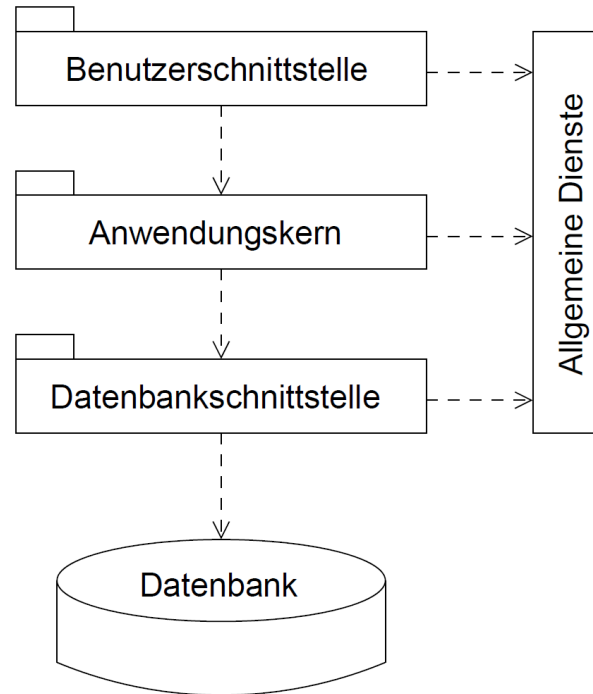 Benutzerschnittstelle
Anwendungskern
Datenbankschnittstelle
Datenbank
Allgemeine Dienste